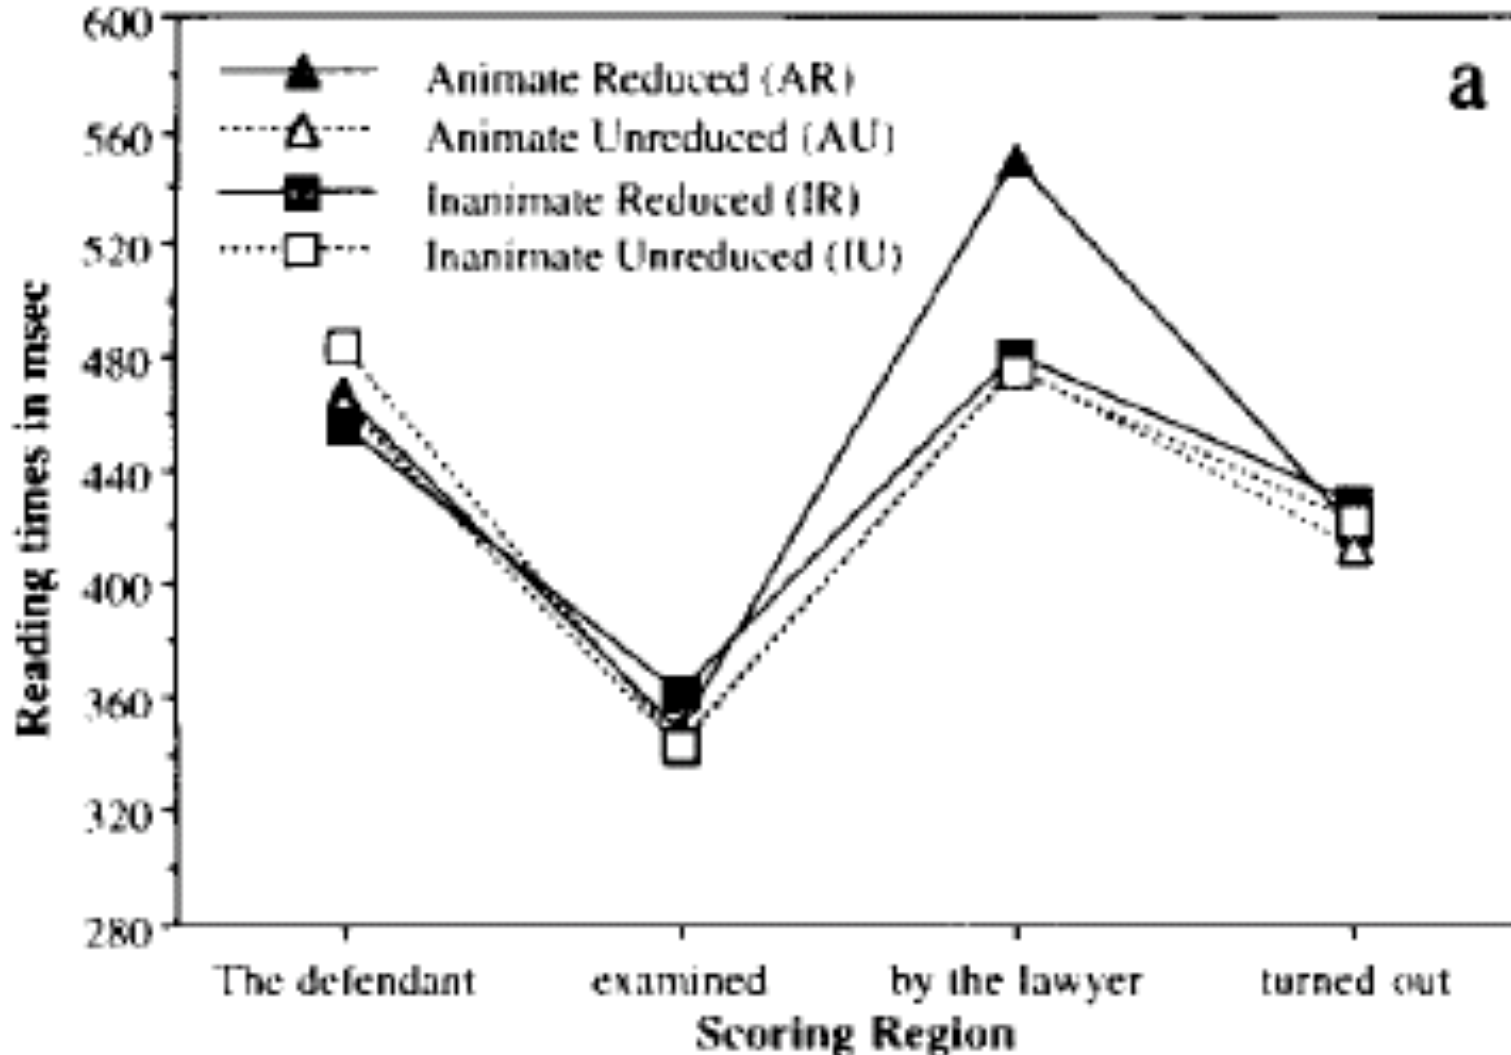 600
a
Animate Reduced (AR)
560
Animate Unreduced (AU)
Inanimate Reduced (IR)
520
Inanimate Unreduced (IU)
480
440
400
360
320
280
Reading times in msec
The defendant examined by the lawyer turned out
Scoring Region